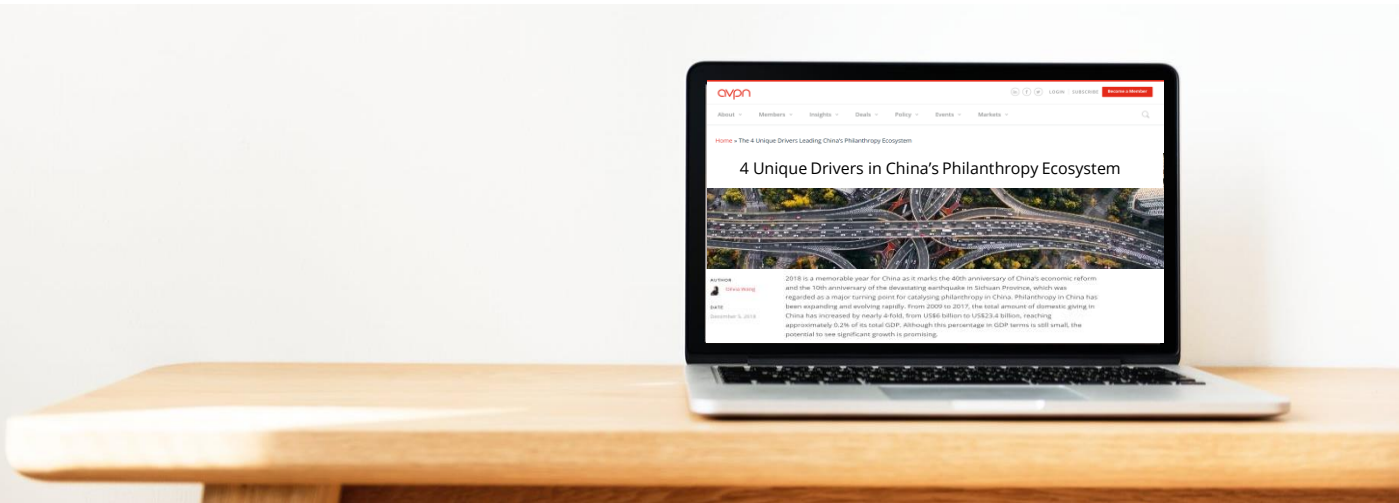 avpn
in f LOGIN SUBSCRIBE Become a Member
About Members Insights Deals Policy Events Markets
Home » The 4 Unique Drivers Leading China's Philanthropy Ecosystem
4 Unique Drivers in China's Philanthropy Ecosystem
AUTHOR
Olivia Wong
DATE
December 5, 2018
2018 is a memorable year for China as it marks the 40th anniversary of China's economic reform
and the 10th anniversary of the devastating earthquake in Sichuan Province, which was
regarded as a major turning point for catalysing philanthropy in China. Philanthropy in China has
been expanding and evolving rapidly. From 2009 to 2017, the total amount of domestic giving in
China has increased by nearly 4-fold, from US$6 billion to US$23.4 billion, reaching
approximately 0.2% of its total GDP. Although this percentage in GDP terms is still small, the
potential to see significant growth is promising.